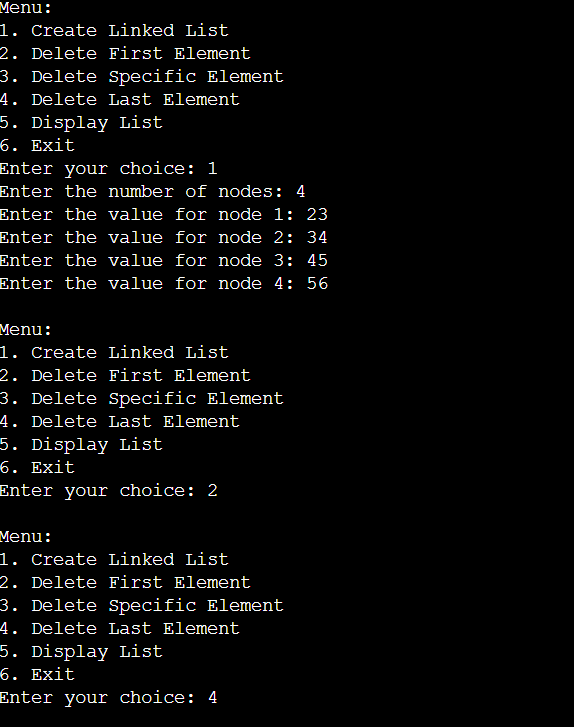 Menu:
1. Create Linked List
2. Delete First Element
3. Delete Specific Element
4. Delete Last Element
5. Display List
6. Exit
Enter your choice: 1
Enter the number of nodes: 4
Enter the value for node 1: 23
Enter the value for node 2: 34
Enter the value for node 3: 45
Enter the value for node 4: 56

Menu:
1. Create Linked List
2. Delete First Element
3. Delete Specific Element
4. Delete Last Element
5. Display List
6. Exit
Enter your choice: 2

Menu:
1. Create Linked List
2. Delete First Element
3. Delete Specific Element
4. Delete Last Element
5. Display List
6. Exit
Enter your choice: 4